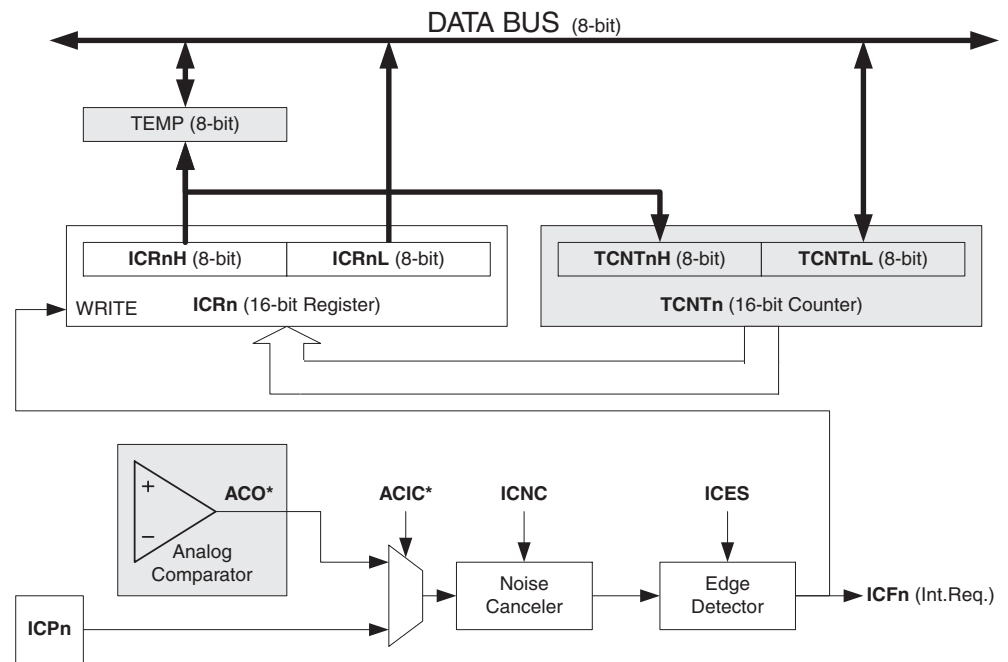 DATA BUS (8-bit)
TEMP (8-bit)
ICRnH (8-bit) ICRnL (8-bit) TCNTnH (8-bit) TCNTnL (8-bit)
WRITE ICRn (16-bit Register) TCNTn (16-bit Counter)
+
−
ACO*
Analog
Comparator
ACIC*
ICNC
ICES
Noise
Canceler
Edge
Detector
ICFn (Int.Req.)
ICPn